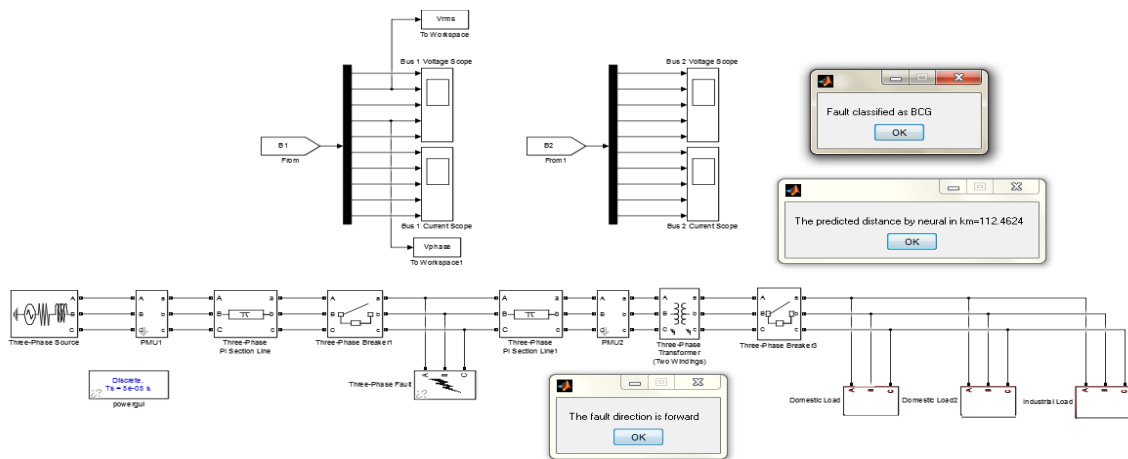 Vrms
To Workspace
Bus 1 Voltage Scope
Bus 2 Voltage Scope
B1
From
B2
From1
Bus 1 Current Scope
Bus 2 Current Scope
Vphase
To Workspace1
Fault classified as BCG
OK
The predicted distance by neural in km=112.4624
OK
A
B
C
Three-Phase Source
A a
B b
C c
PMU1
A a
B b
C c
Three-Phase
PI Section Line
A a
B b
C c
Three-Phase Breaker1
A a
B b
C c
Three-Phase
PI Section Line1
A a
B b
C c
PMU2
A a
B b
C c
Three-Phase
Transformer
(Two Windings)
A a
B b
C c
Three-Phase Breaker3
Discrete,
Ts = 5e-05 s.
powergui
A B C
Three-Phase Fault
The fault direction is forward
OK
A B C
Domestic Load
A B C
Domestic Load2
A B C
Industrial Load